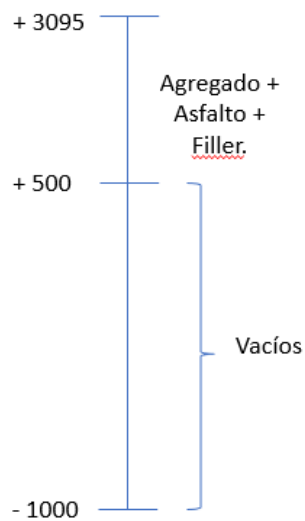 + 3095
Agregado +
Asfalto +
Filler.
+ 500
Vacíos
- 1000